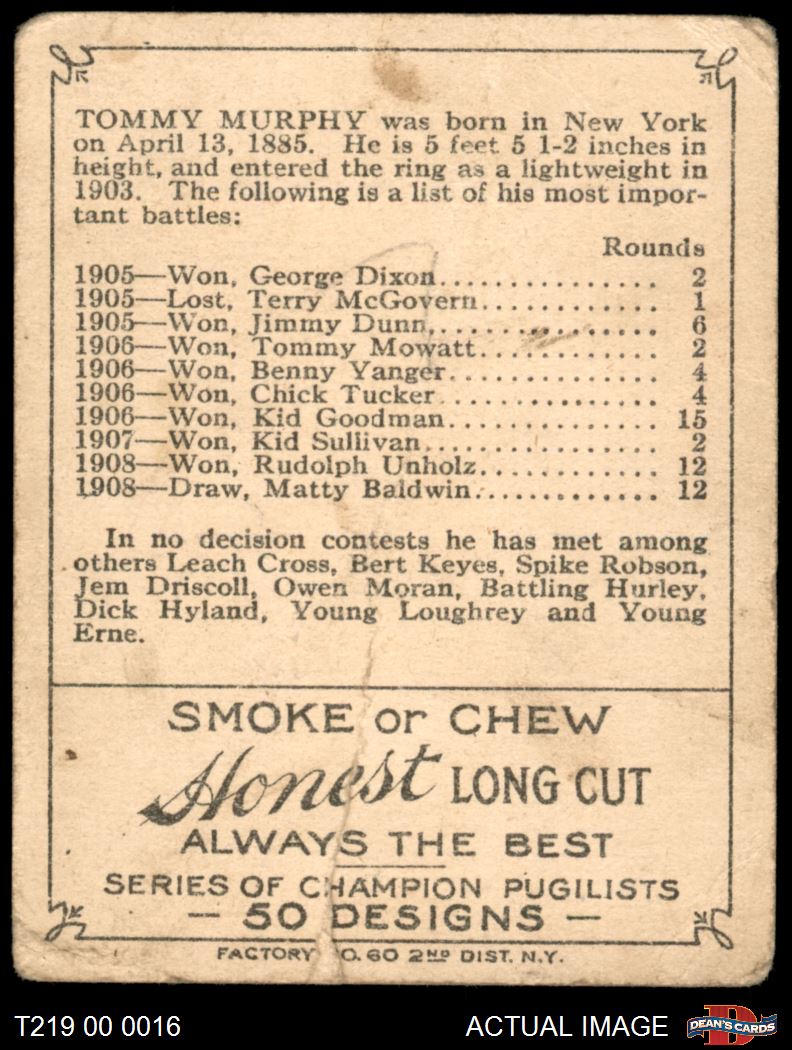 TOMMY MURPHY was born in New York
on April 13, 1885. He is 5 feet 5 1-2 inches in
height, and entered the ring as a lightweight in
1903. The following is a list of his most impor-
tant battles:
Rounds
1905—Won, George Dixon................ 2
1905—Lost, Terry McGovern............. 1
1905—Won, Jimmy Dunn,................ 6
1906—Won, Tommy Mowatt............. 2
1906—Won, Benny Yanger............... 4
1906—Won, Chick Tucker................ 4
1906—Won, Kid Goodman............... 15
1907—Won, Kid Sullivan................. 2
1908—Won, Rudolph Unholz............. 12
1908—Draw, Matty Baldwin.............. 12
In no decision contests he has met among
others Leach Cross, Bert Keyes, Spike Robson,
Jem Driscoll, Owen Moran, Battling Hurley,
Dick Hyland, Young Loughrey and Young
Erne.
SMOKE or CHEW
Honest LONG CUT
ALWAYS THE BEST
SERIES OF CHAMPION PUGILISTS
— 50 DESIGNS —
FACTORY O. 60 2ND DIST. N.Y.
T219 00 0016 ACTUAL IMAGE DEAN'S CARDS